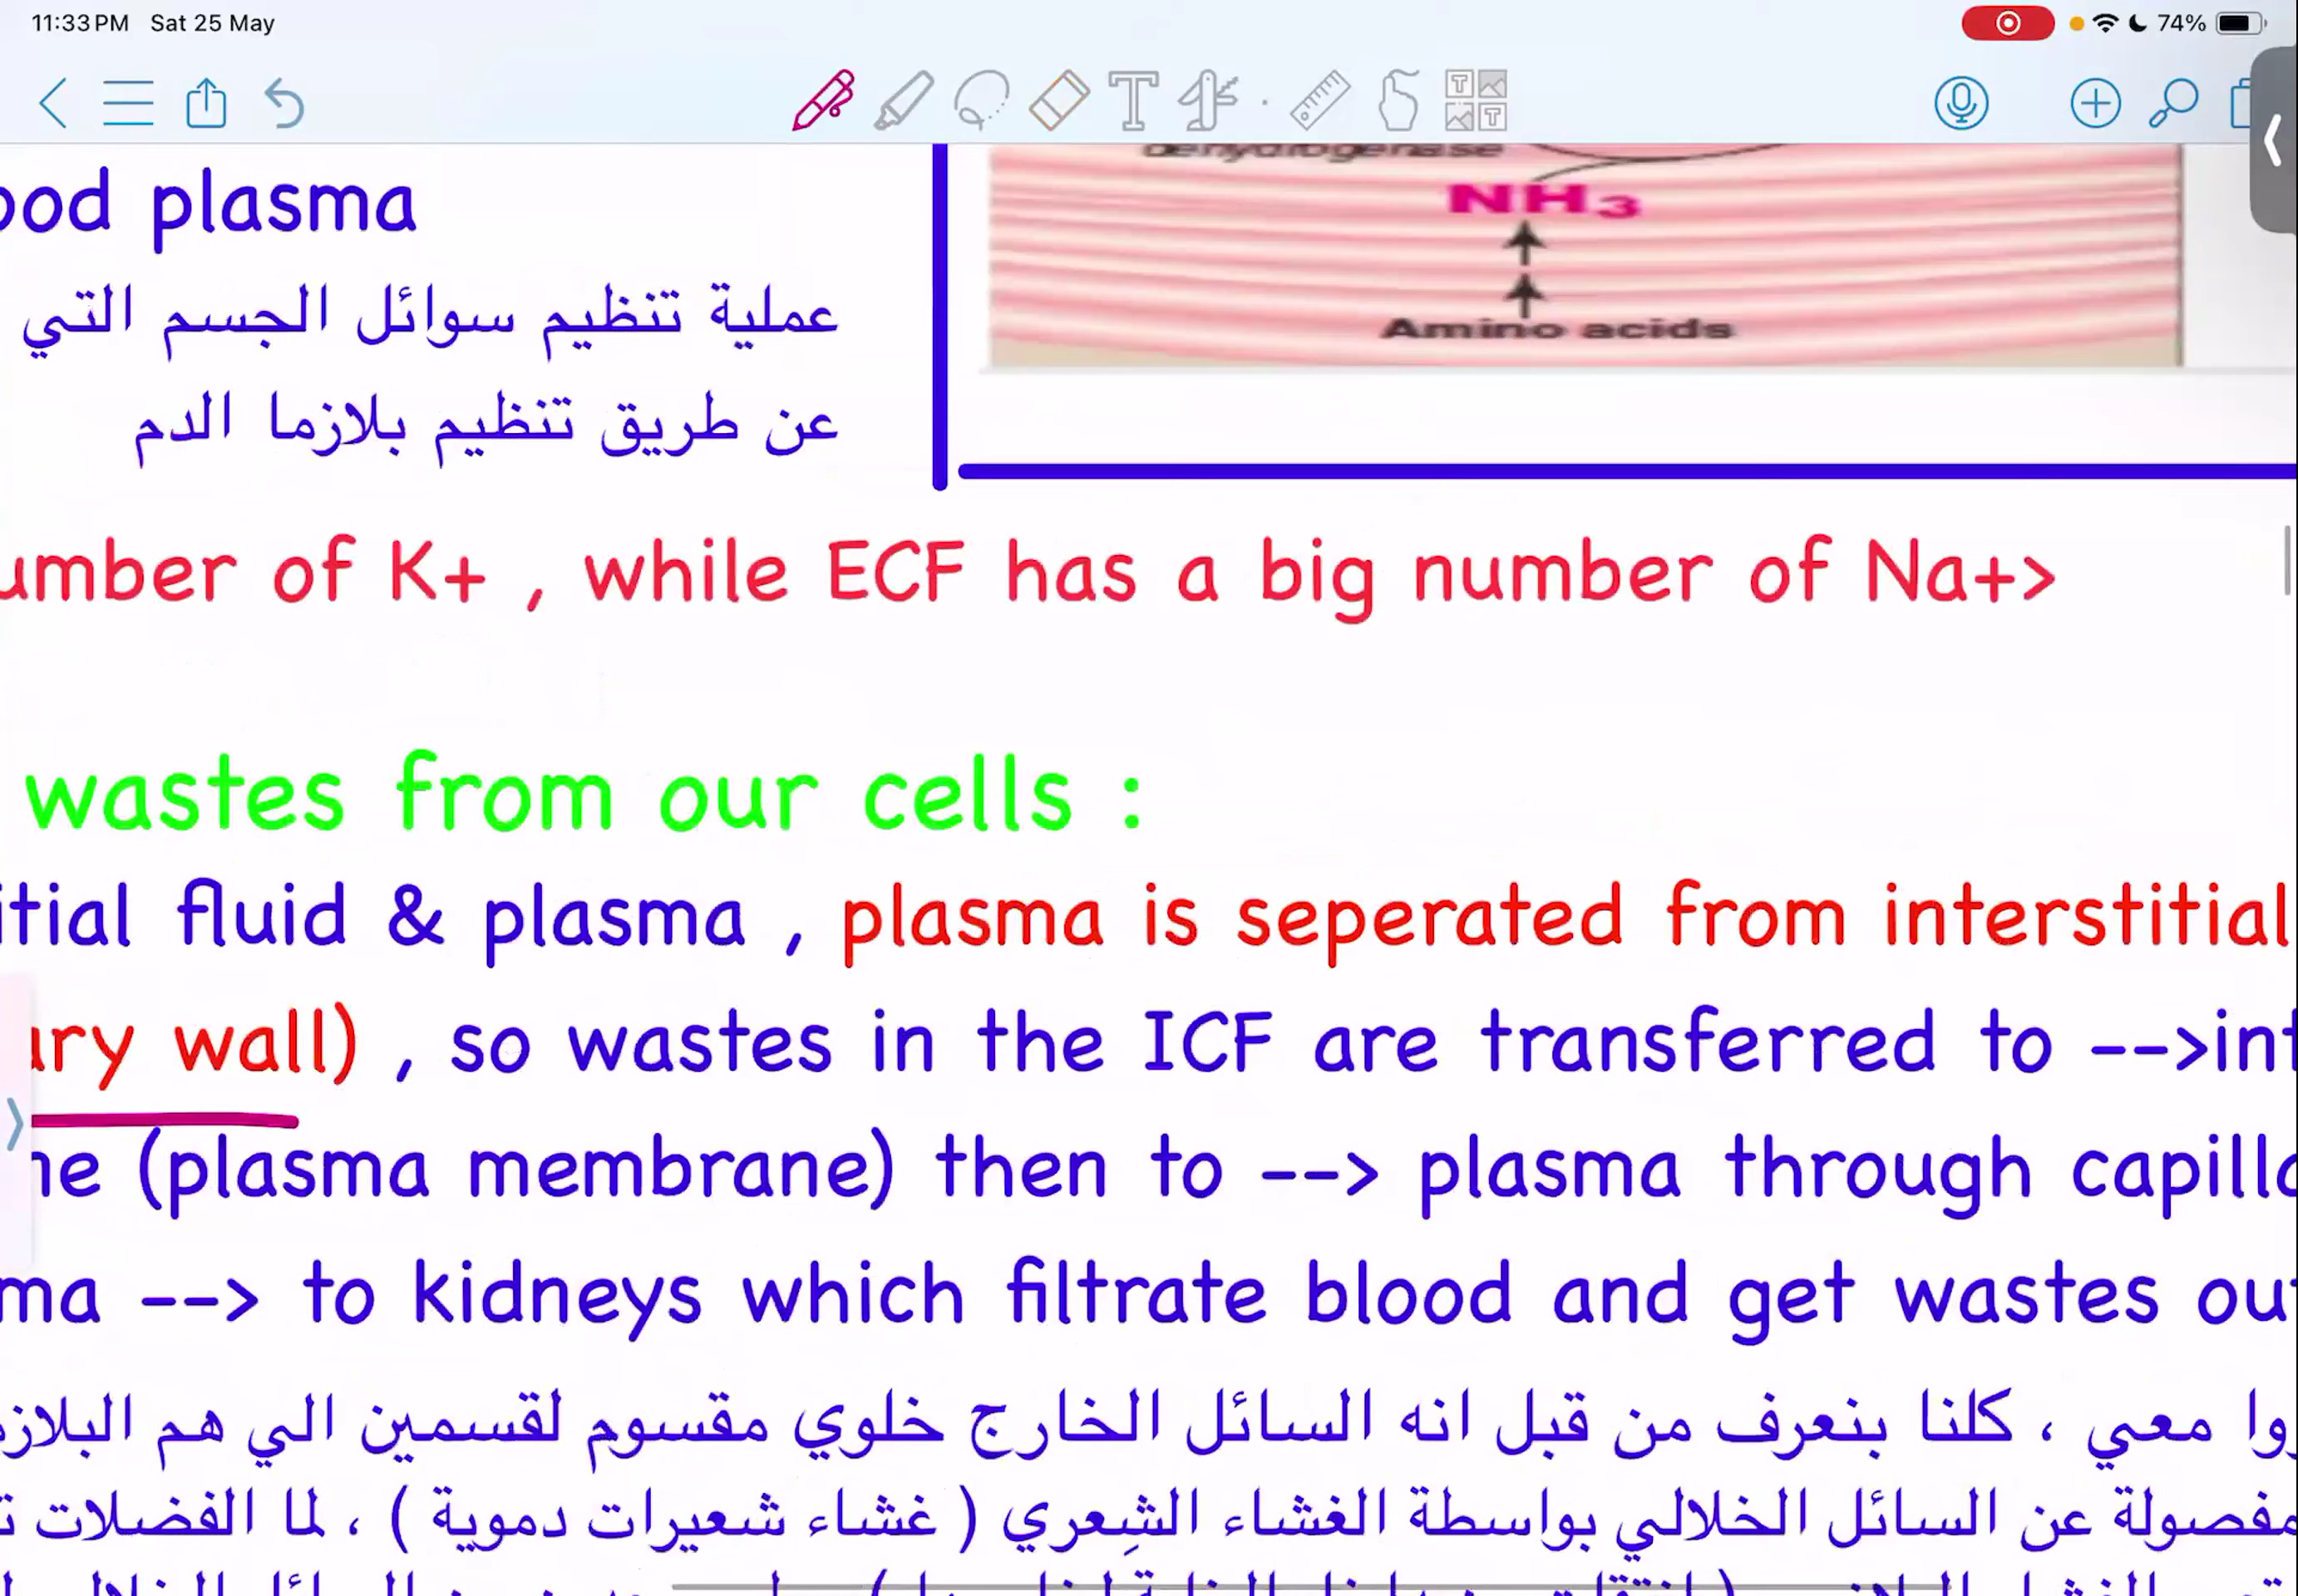 11:33 PM Sat 25 May
74%
ood plasma
عملية تنظيم سوائل الجسم التي
عن طريق تنظيم بلازما الدم
dehydrogenase
NH3
Amino acids
umber of K+ , while ECF has a big number of Na+>
wastes from our cells :
itial fluid & plasma , plasma is seperated from interstitial
ary wall) , so wastes in the ICF are transferred to -->int
ne (plasma membrane) then to --> plasma through capilla
ma --> to kidneys which filtrate blood and get wastes out
وا معي ، كلنا بنعرف من قبل انه السائل الخارج خلوي مقسوم لقسمين الي هم البلاز
مفصولة عن السائل الخلالي بواسطة الغشاء الشِعري ( غشاء شعيرات دموية ) ، لما الفضلات ت